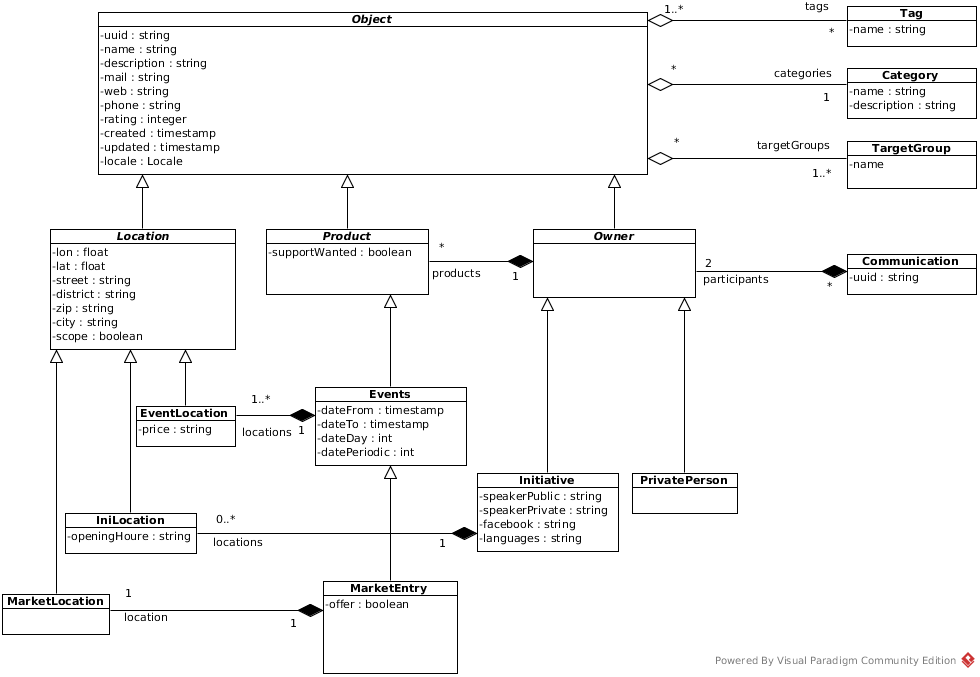 Object
-uuid : string
-name : string
-description : string
-mail : string
-web : string
-phone : string
-rating : integer
-created : timestamp
-updated : timestamp
-locale : Locale
1..*
tags
*
Tag
-name : string
*
categories
1
Category
-name : string
-description : string
*
targetGroups
1..*
TargetGroup
-name
Location
-lon : float
-lat : float
-street : string
-district : string
-zip : string
-city : string
-scope : boolean
Product
-supportWanted : boolean
*
products
1
Owner
2
participants
*
Communication
-uuid : string
EventLocation
-price : string
1..*
locations
1
Events
-dateFrom : timestamp
-dateTo : timestamp
-dateDay : int
-datePeriodic : int
Initiative
-speakerPublic : string
-speakerPrivate : string
-facebook : string
-languages : string
PrivatePerson
IniLocation
-openingHoure : string
0..*
locations
1
MarketLocation
1
location
1
MarketEntry
-offer : boolean
Powered By Visual Paradigm Community Edition